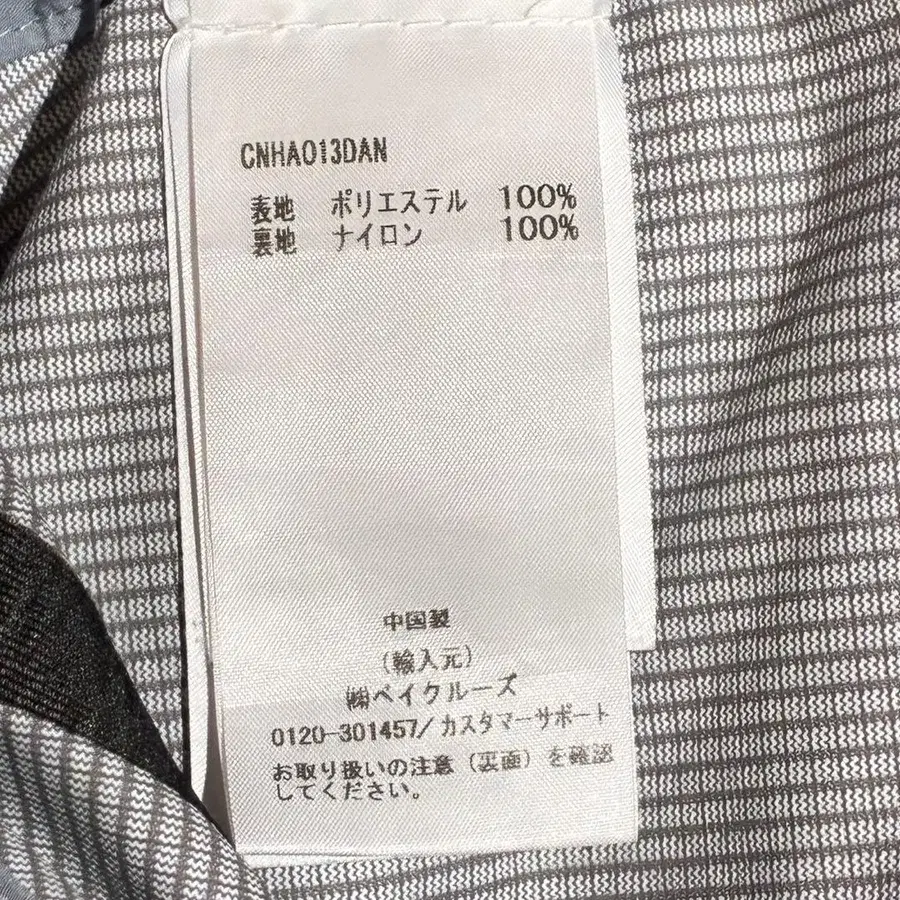 CNHA013DAN
表地 ポリエステル 100%
裏地 ナイロン 100%
中国製
(輸入元)
㈱ベイクルーズ
0120-301457/カスタマーサポート
お取り扱いの注意(裏面)を確認
してください。